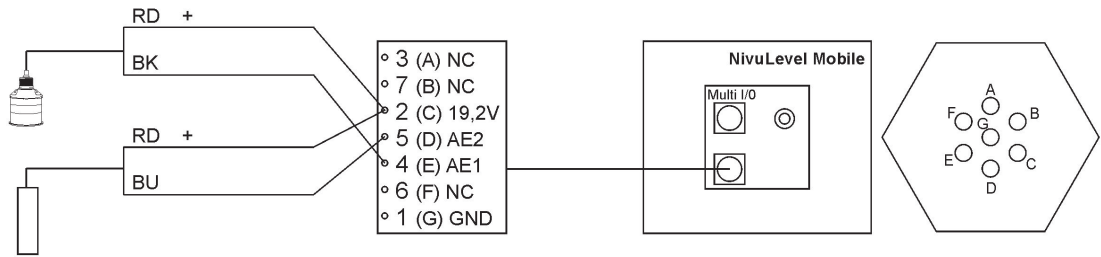 RD +
BK
RD +
BU
3 (A) NC
7 (B) NC
2 (C) 19,2V
5 (D) AE2
4 (E) AE1
6 (F) NC
1 (G) GND
NivuLevel Mobile
Multi I/0
A
B
F
G
E
C
D